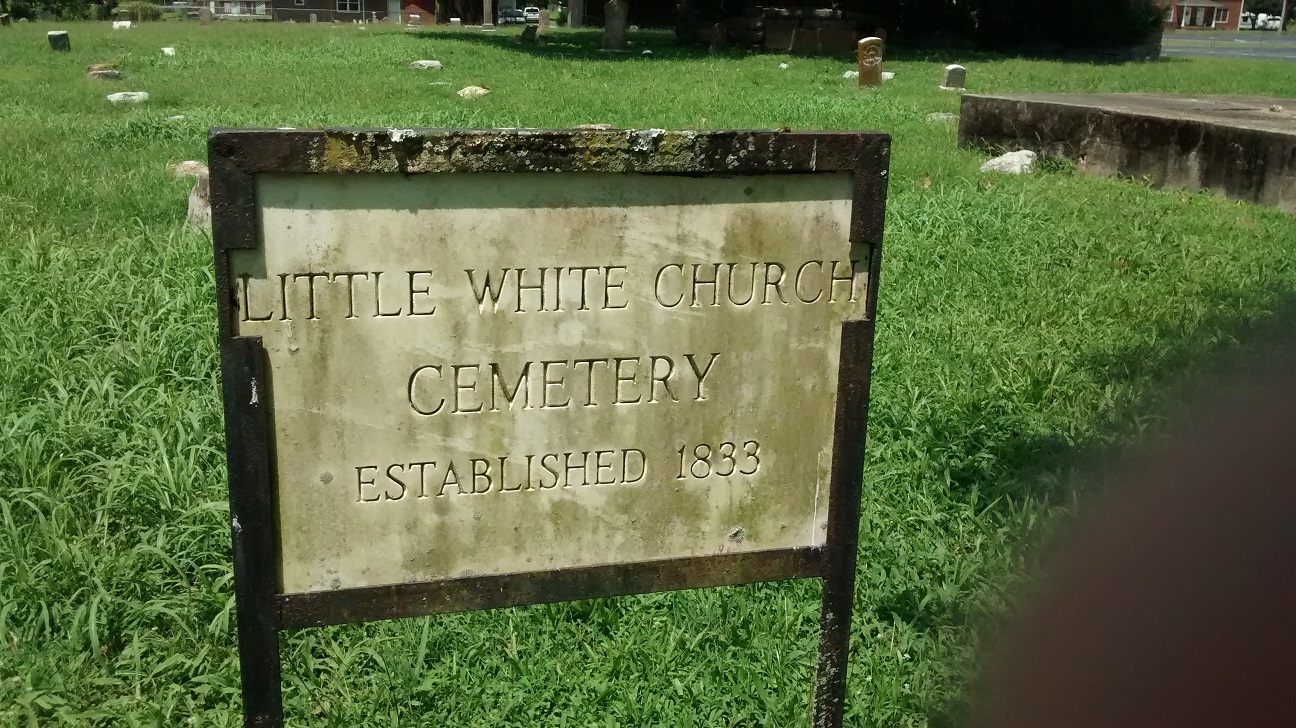 LITTLE WHITE CHURCH
CEMETERY
ESTABLISHED 1833